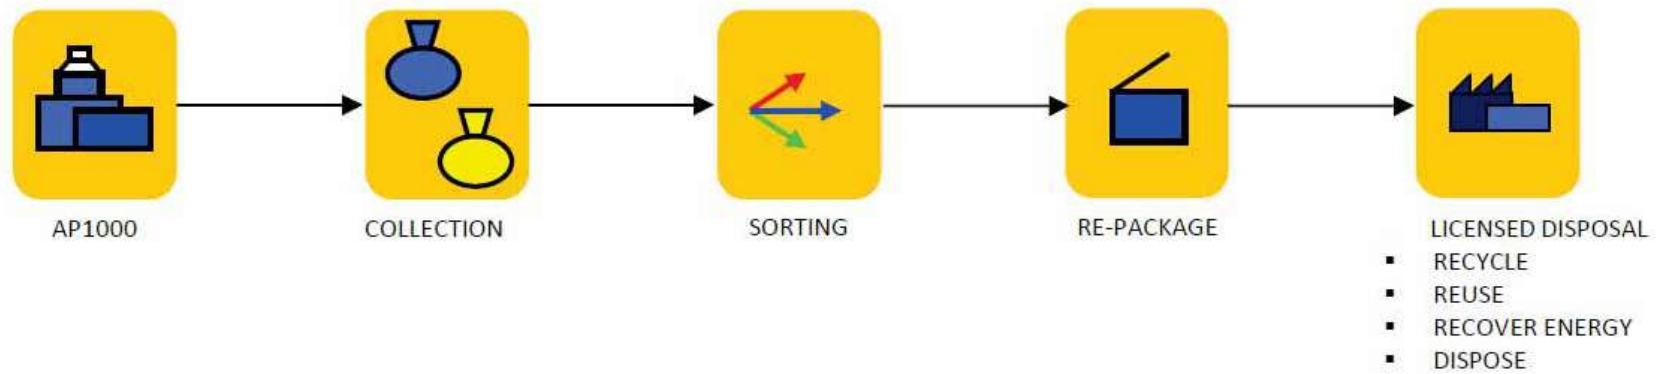 AP1000
COLLECTION
SORTING
RE-PACKAGE
LICENSED DISPOSAL
▪ RECYCLE
▪ REUSE
▪ RECOVER ENERGY
▪ DISPOSE